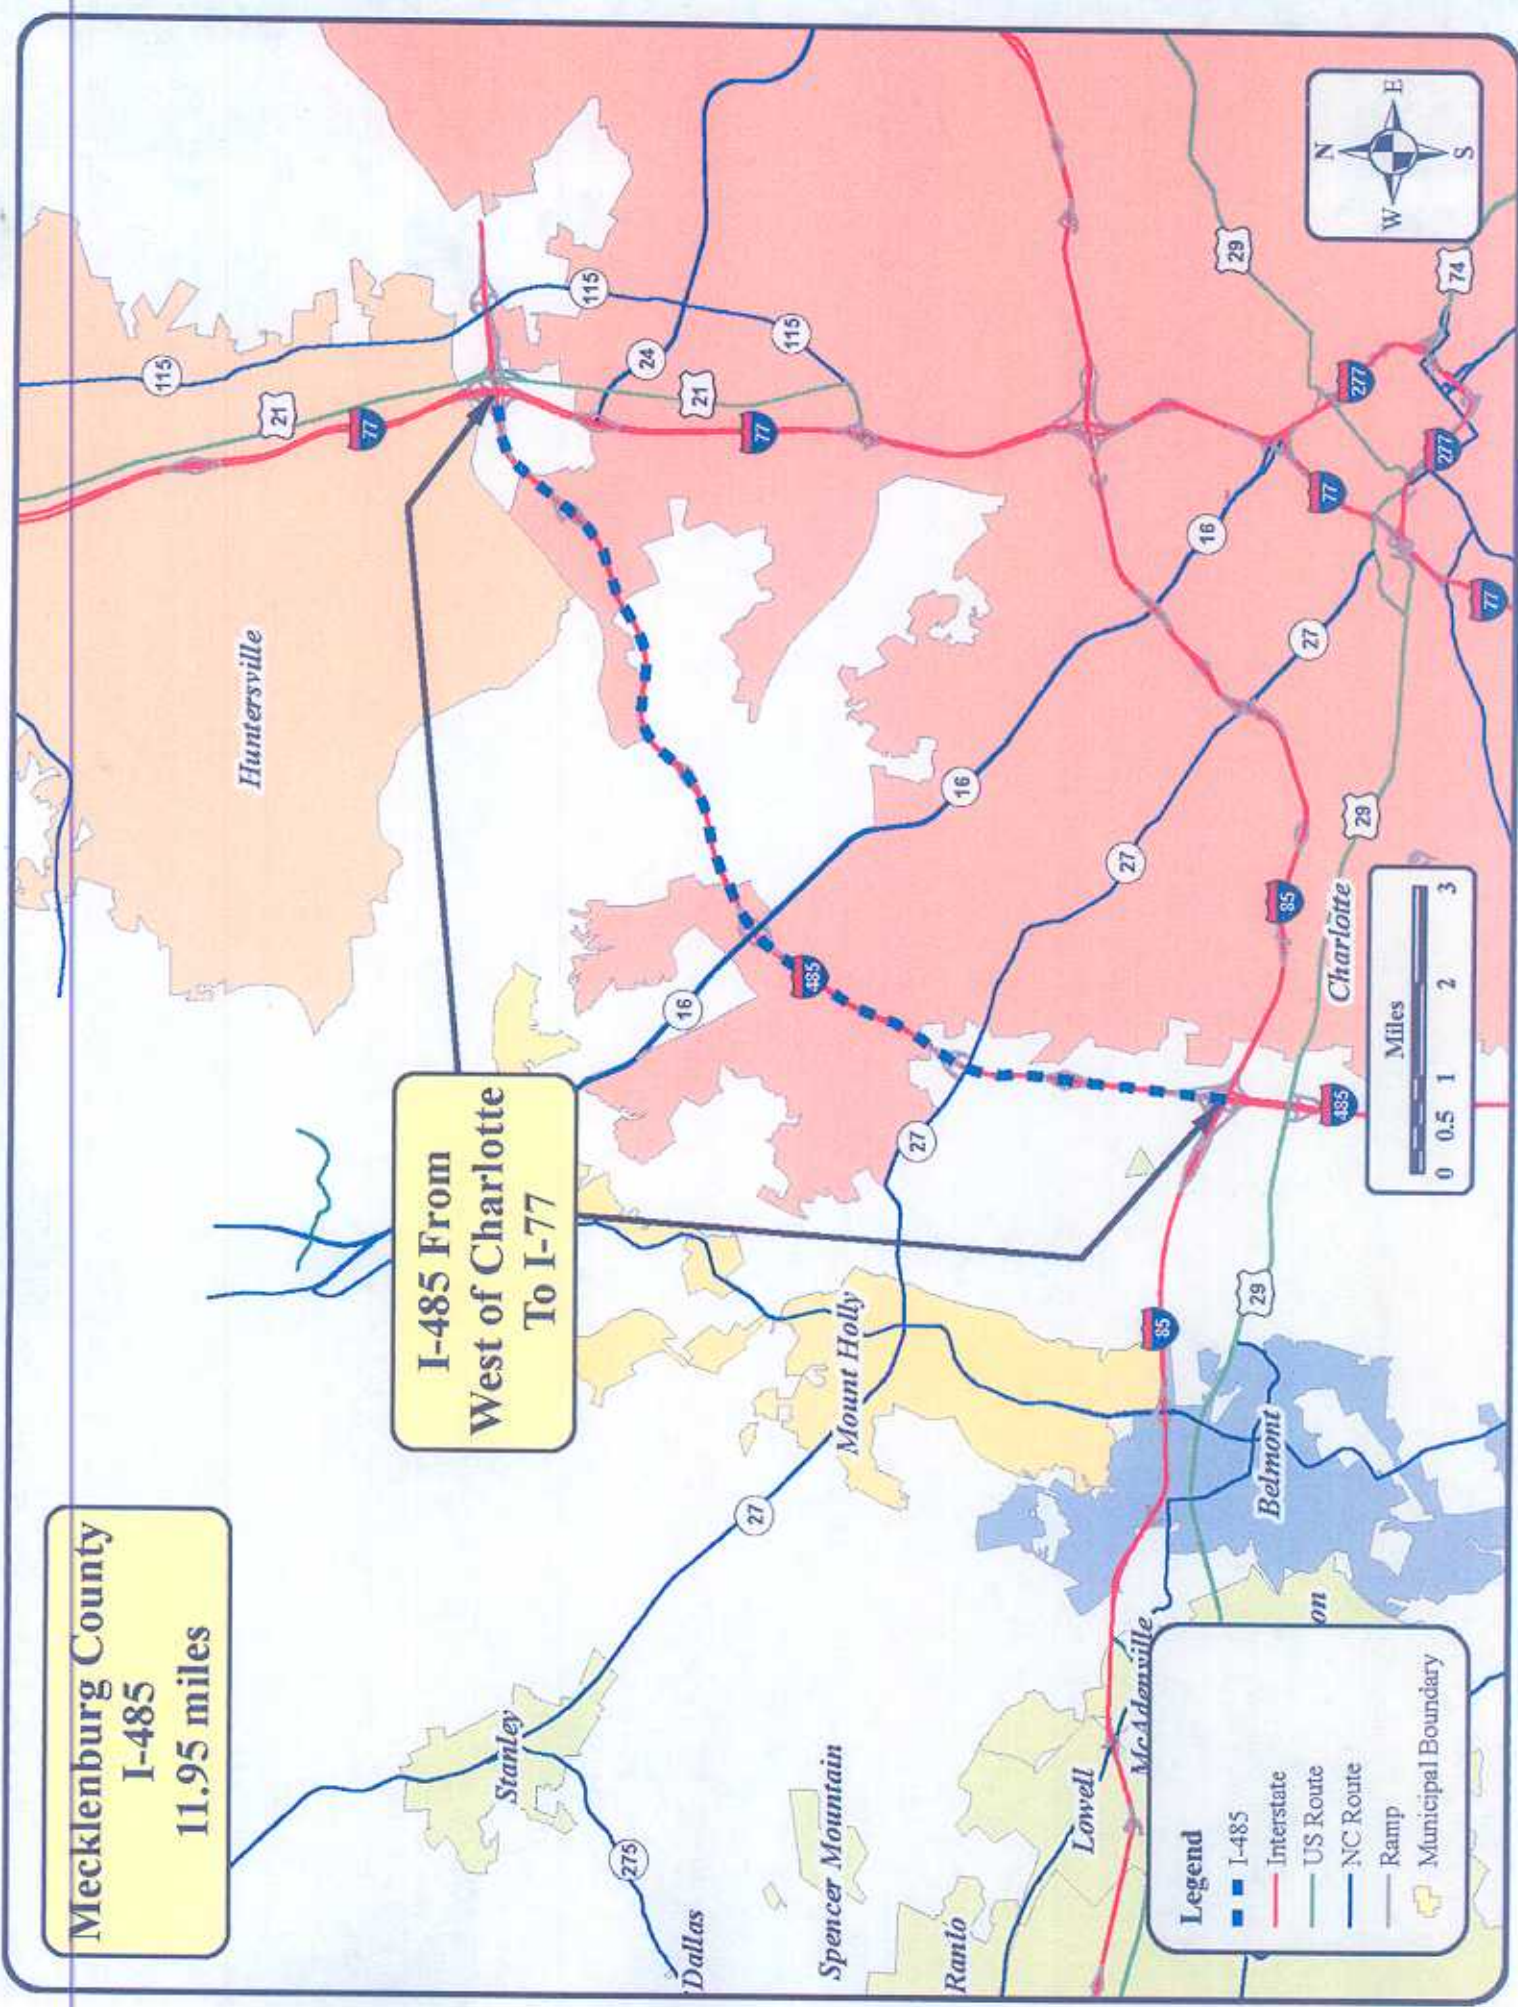 Mecklenburg County
I-485
11.95 miles
I-485 From
West of Charlotte
To I-77
Huntersville
Stanley
Dallas
Spencer Mountain
Ranlo
Lowell
McAdenville
on
Mount Holly
Belmont
Charlotte
115
21
77
115
24
21
77
115
16
16
16
27
27
27
27
275
485
485
85
85
29
29
29
74
277
277
77
77
N
W
E
S
Miles
0 0.5 1 2 3
Legend
I-485
Interstate
US Route
NC Route
Ramp
Municipal Boundary